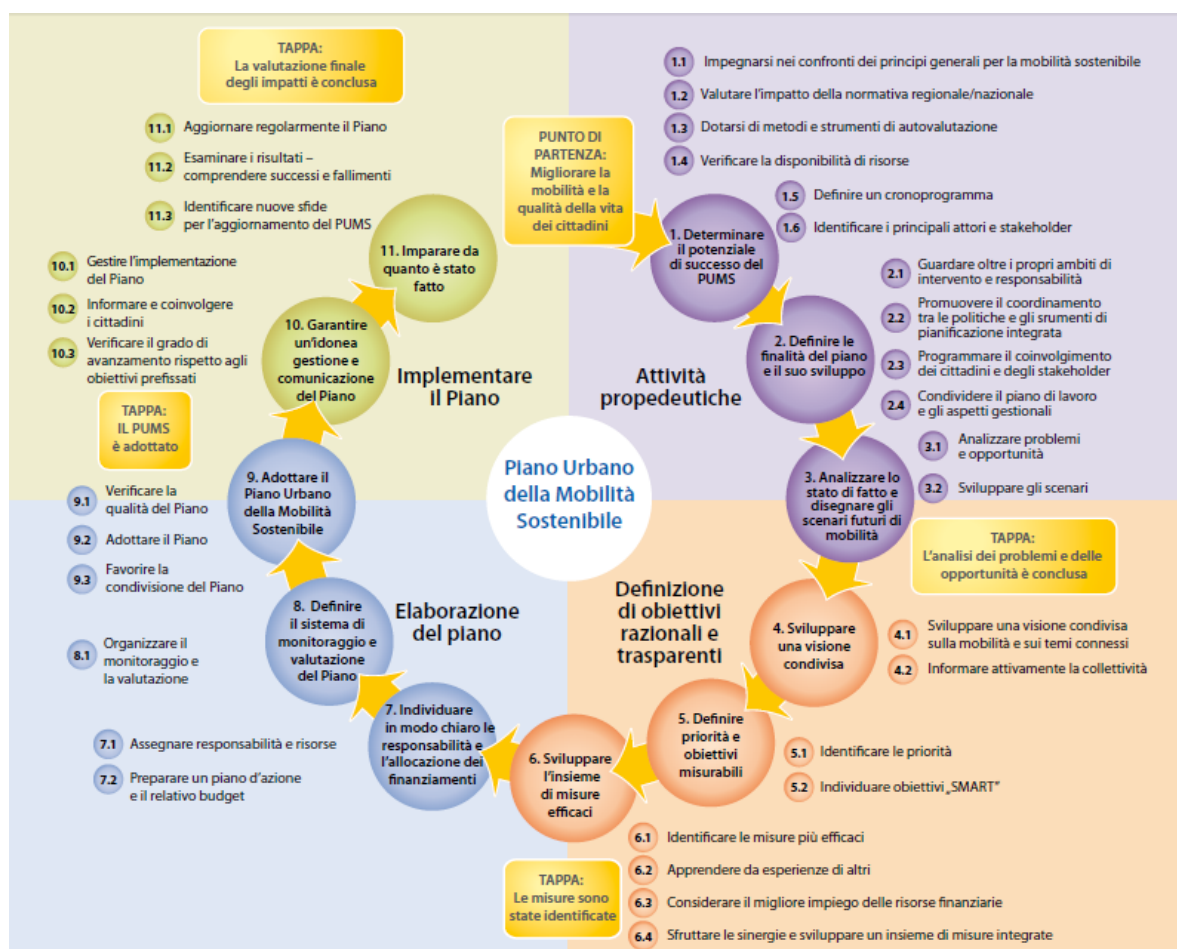 TAPPA:
La valutazione finale
degli impatti è conclusa
11.1 Aggiornare regolarmente il Piano
11.2 Esaminare i risultati –
comprendere successi e fallimenti
11.3 Identificare nuove sfide
per l'aggiornamento del PUMS
10.1 Gestire l'implementazione
del Piano
10.2 Informare e coinvolgere
i cittadini
10.3 Verificare il grado di
avanzamento rispetto agli
obiettivi prefissati
11. Imparare da
quanto è stato
fatto
10. Garantire
un'idonea
gestione e
comunicazione
del Piano
Implementare
il Piano
TAPPA:
IL PUMS
è adottato
PUNTO DI
PARTENZA:
Migliorare la
mobilità e la
qualità della vita
dei cittadini
1.1 Impegnarsi nei confronti dei principi generali per la mobilità sostenibile
1.2 Valutare l'impatto della normativa regionale/nazionale
1.3 Dotarsi di metodi e strumenti di autovalutazione
1.4 Verificare la disponibilità di risorse
1.5 Definire un cronoprogramma
1.6 Identificare i principali attori e stakeholder
1. Determinare
il potenziale
di successo del
PUMS
2.1 Guardare oltre i propri ambiti di
intervento e responsabilità
2.2 Promuovere il coordinamento
tra le politiche e gli srumenti di
pianificazione integrata
2.3 Programmare il coinvolgimento
dei cittadini e degli stakeholder
2.4 Condividere il piano di lavoro
e gli aspetti gestionali
2. Definire le
finalità del piano
e il suo sviluppo
Attività
propedeutiche
3.1 Analizzare problemi
e opportunità
3.2 Sviluppare gli scenari
3. Analizzare lo
stato di fatto e
disegnare gli
scenari futuri di
mobilità
Piano Urbano
della Mobilità
Sostenibile
TAPPA:
L'analisi dei problemi e delle
opportunità è conclusa
Definizione
di obiettivi
razionali e
trasparenti
4. Sviluppare
una visione
condivisa
4.1 Sviluppare una visione condivisa
sulla mobilità e sui temi connessi
4.2 Informare attivamente la collettività
5. Definire
priorità e
obiettivi
misurabili
5.1 Identificare le priorità
5.2 Individuare obiettivi „SMART"
6. Sviluppare
l'insieme
di misure
efficaci
6.1 Identificare le misure più efficaci
6.2 Apprendere da esperienze di altri
6.3 Considerare il migliore impiego delle risorse finanziarie
6.4 Sfruttare le sinergie e sviluppare un insieme di misure integrate
TAPPA:
Le misure sono
state identificate
9. Adottare il
Piano Urbano
della Mobilità
Sostenibile
9.1 Verificare la
qualità del Piano
9.2 Adottare il Piano
9.3 Favorire la
condivisione del Piano
8. Definire
il sistema di
monitoraggio e
valutazione
del Piano
Elaborazione
del piano
8.1 Organizzare il
monitoraggio e
la valutazione
7. Individuare
in modo chiaro le
responsabilità e
l'allocazione dei
finanziamenti
7.1 Assegnare responsabilità e risorse
7.2 Preparare un piano d'azione
e il relativo budget